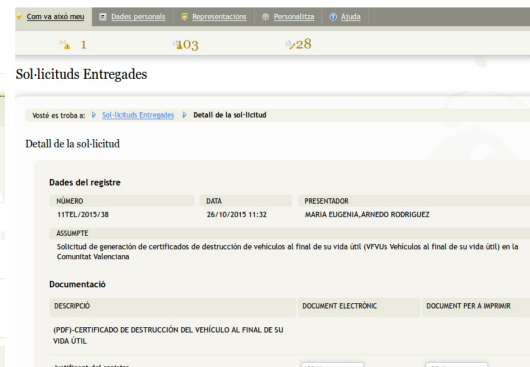 Com va això meu Dades personals Representacions Personalitza Ajuda
1 103 28
Sol·licituds Entregades
Vosté es troba a: Sol·licituds Entregades Detall de la sol·licitud
Detall de la sol·licitud
Dades del registre
NÚMERO DATA PRESENTADOR
11TEL/2015/38 26/10/2015 11:32 MARIA EUGENIA,ARNEDO RODRIGUEZ
ASSUMPTE
Solicitud de generación de certificados de destrucción de vehículos al final de su vida útil (VFVUs Vehículos al final de su vida útil) en la
Comunitat Valenciana
Documentació
DESCRIPCIÓ DOCUMENT ELECTRÒNIC DOCUMENT PER A IMPRIMIR
(PDF)-CERTIFICADO DE DESTRUCCIÓN DEL VEHÍCULO AL FINAL DE SU
VIDA ÚTIL
Justificant del registre